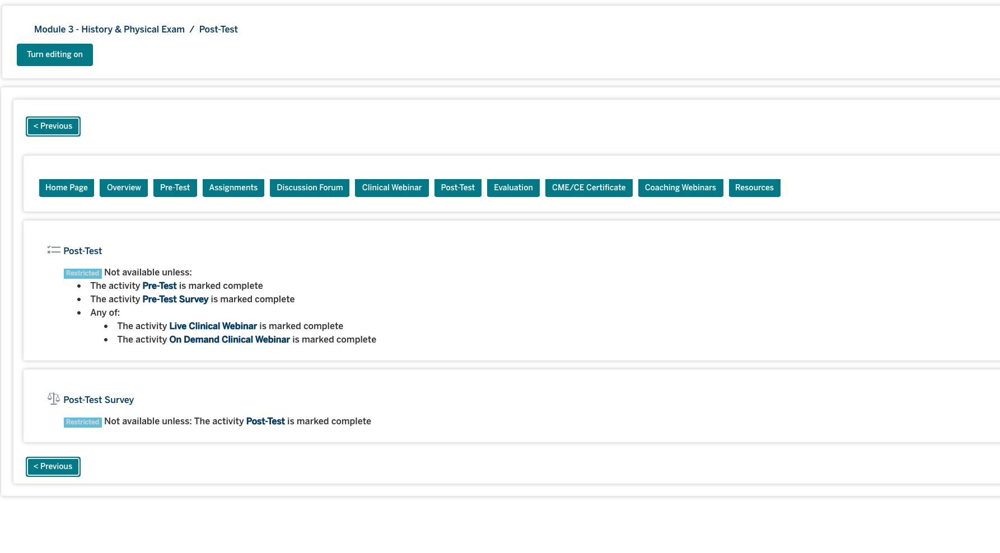 Module 3 - History & Physical Exam / Post-Test
Turn editing on
< Previous
Home Page Overview Pre-Test Assignments Discussion Forum Clinical Webinar Post-Test Evaluation CME/CE Certificate Coaching Webinars Resources
Post-Test
Restricted Not available unless:
• The activity Pre-Test is marked complete
• The activity Pre-Test Survey is marked complete
• Any of:
• The activity Live Clinical Webinar is marked complete
• The activity On Demand Clinical Webinar is marked complete
Post-Test Survey
Restricted Not available unless: The activity Post-Test is marked complete
< Previous